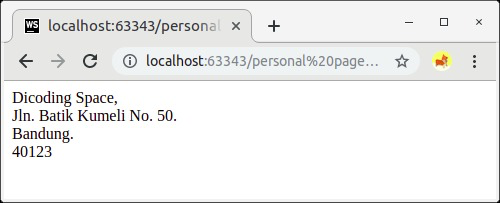 WS localhost:63343/personal
localhost:63343/personal%20page...
Dicoding Space,
Jln. Batik Kumeli No. 50.
Bandung.
40123